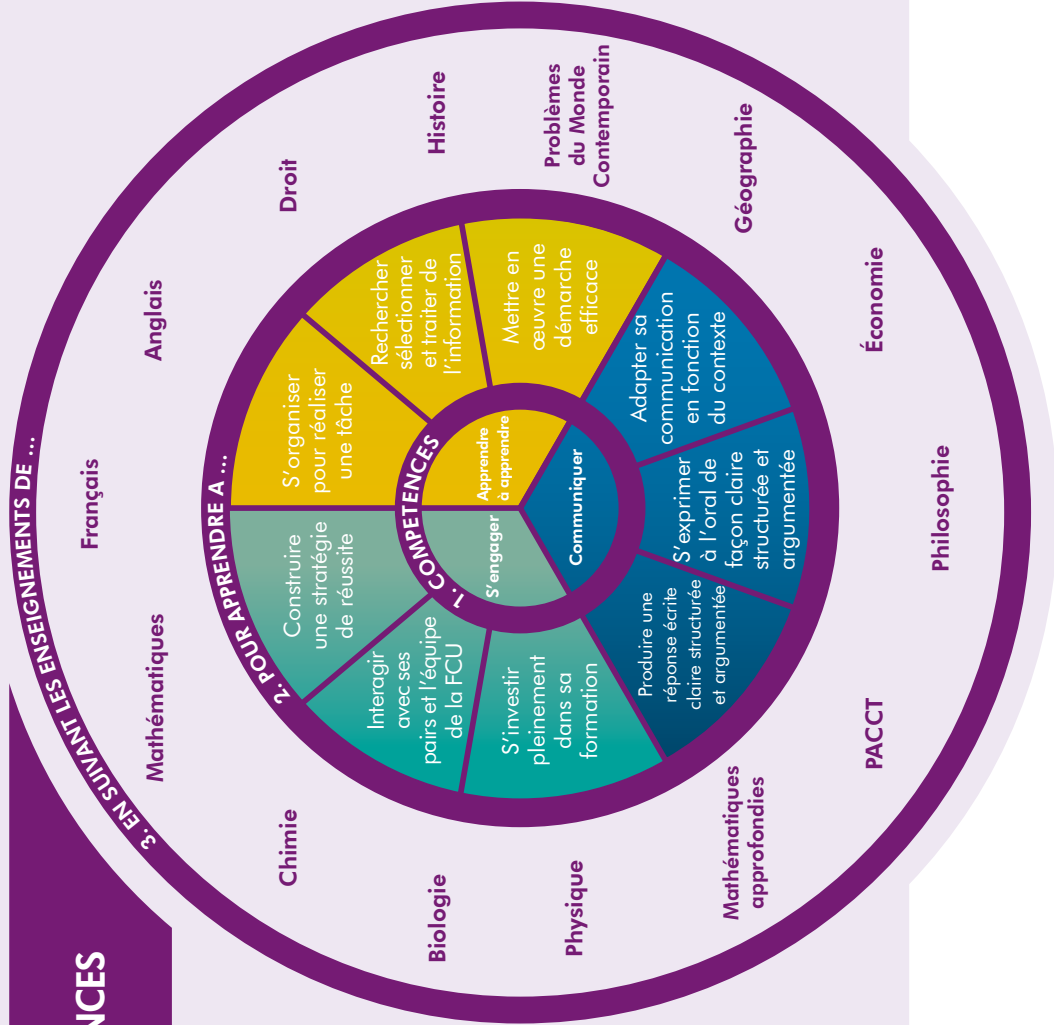 NCES
3. EN SUIVANT LES ENSEIGNEMENTS DE ...
Français
Anglais
Droit
Histoire
Problèmes
du Monde
Contemporain
Géographie
Économie
Philosophie
PACCT
Mathématiques
approfondies
Physique
Biologie
Chimie
Mathématiques
2. POUR APPRENDRE A ...
S'organiser
pour réaliser
une tâche
Rechercher
sélectionner
et traiter de
l'information
Mettre en
œuvre une
démarche
efficace
Adapter sa
communication
en fonction
du contexte
S'exprimer
à l'oral de
façon claire
structurée et
argumentée
Produire une
réponse écrite
claire structurée
et argumentée
S'investir
pleinement
dans sa
formation
Interagir
avec ses
pairs et l'équipe
de la FCU
Construire
une stratégie
de réussite
1. COMPETENCES
Apprendre
à apprendre
Communiquer
S'engager